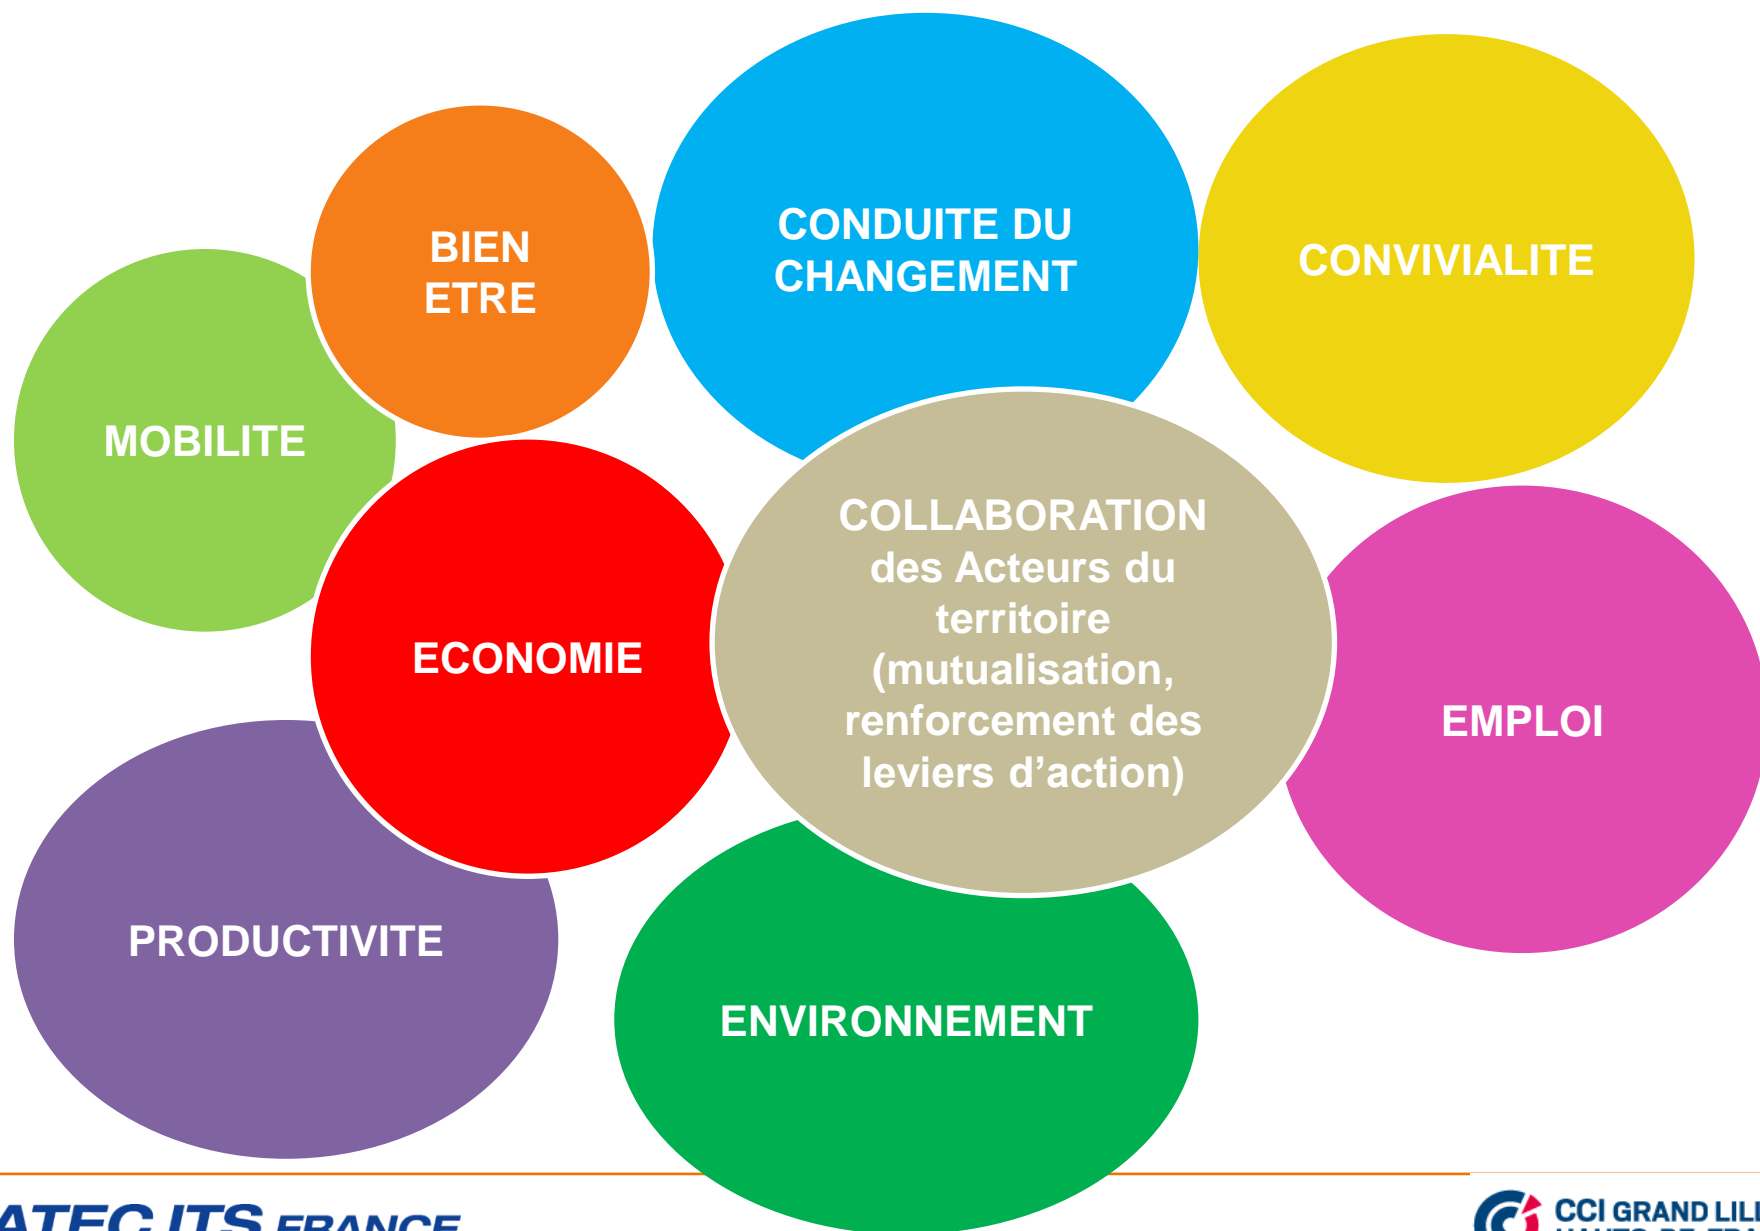 BIEN
ETRE
CONDUITE DU
CHANGEMENT
CONVIVIALITE
MOBILITE
COLLABORATION
des Acteurs du
territoire
(mutualisation,
renforcement des
leviers d’action)
ECONOMIE
EMPLOI
PRODUCTIVITE
ENVIRONNEMENT
ATEC ITS FRANCE
CCI GRAND